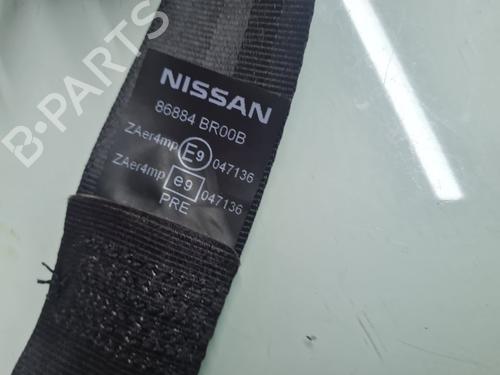 B-PARTS
NISSAN
86884 BR00B
ZAer4mp E9 047136
ZAer4mp e9 047136
PRE